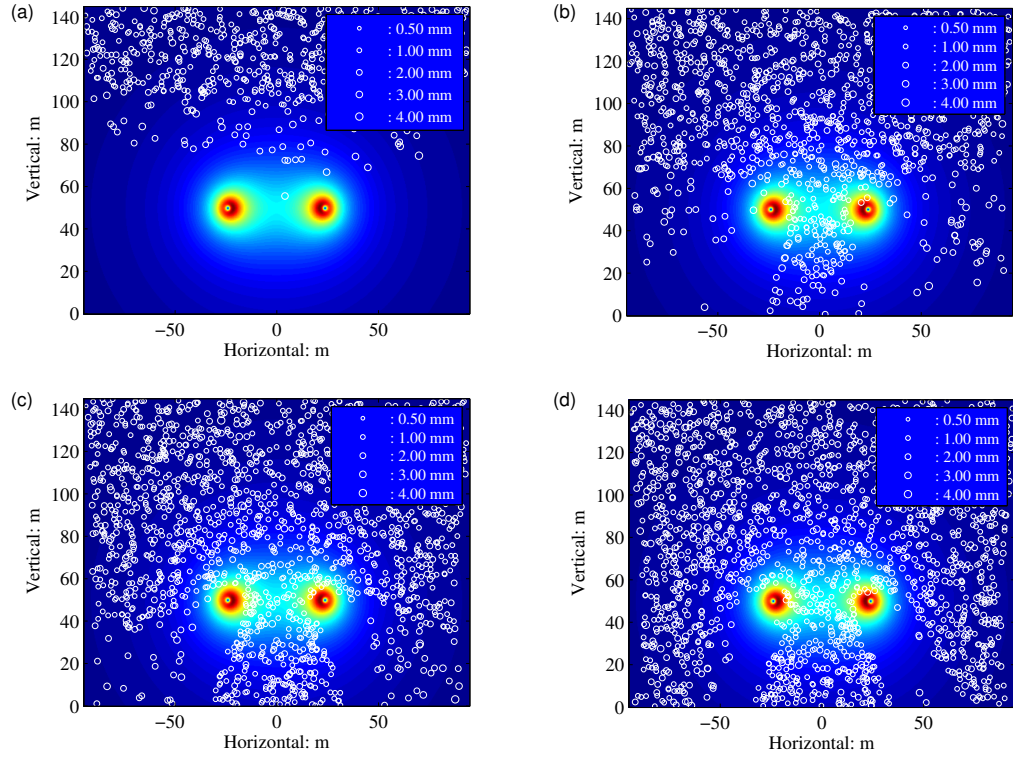 (a)
140
120
100
80
60
40
20
0
Vertical: m
−50
0
50
Horizontal: m
: 0.50 mm
: 1.00 mm
: 2.00 mm
: 3.00 mm
: 4.00 mm
(b)
140
120
100
80
60
40
20
0
Vertical: m
−50
0
50
Horizontal: m
: 0.50 mm
: 1.00 mm
: 2.00 mm
: 3.00 mm
: 4.00 mm
(c)
140
120
100
80
60
40
20
0
Vertical: m
−50
0
50
Horizontal: m
: 0.50 mm
: 1.00 mm
: 2.00 mm
: 3.00 mm
: 4.00 mm
(d)
140
120
100
80
60
40
20
0
Vertical: m
−50
0
50
Horizontal: m
: 0.50 mm
: 1.00 mm
: 2.00 mm
: 3.00 mm
: 4.00 mm